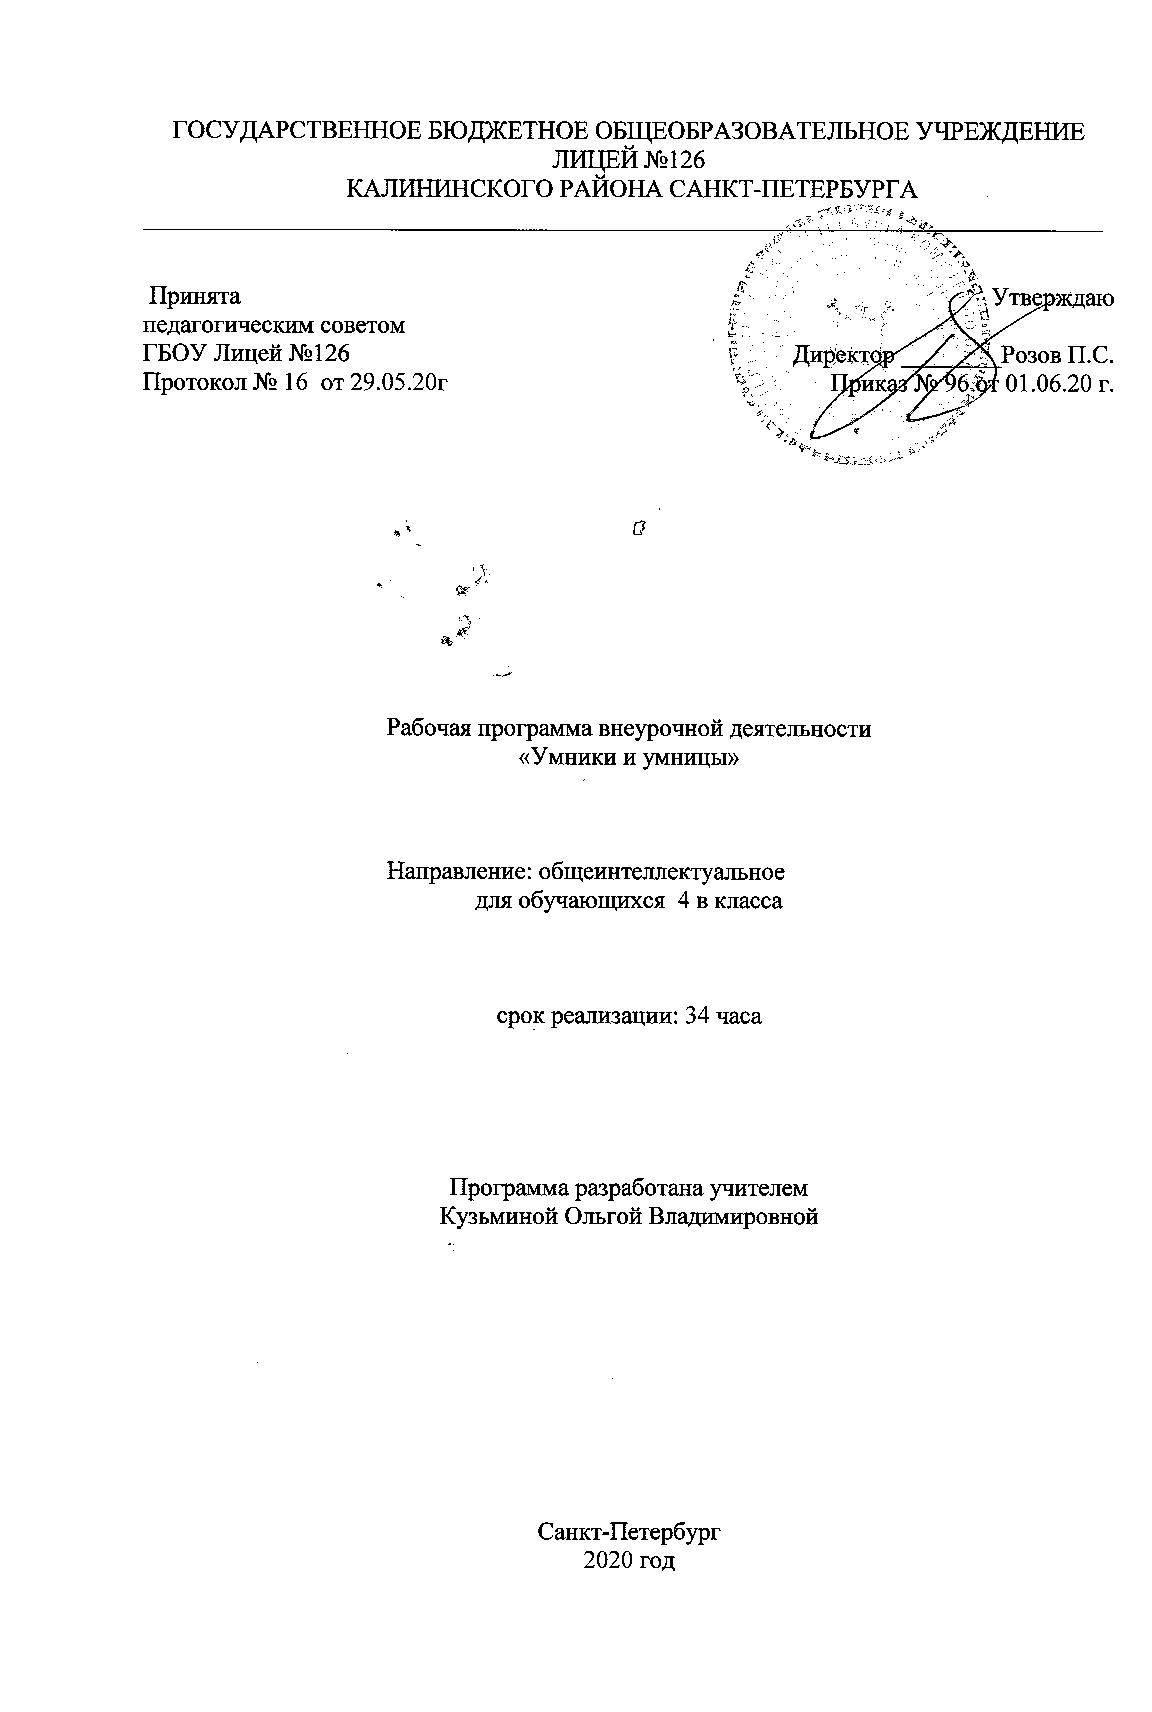 ГОСУДАРСТВЕННОЕ БЮДЖЕТНОЕ ОБЩЕОБРАЗОВАТЕЛЬНОЕ УЧРЕЖДЕНИЕ
ЛИЦЕЙ №126
КАЛИНИНСКОГО РАЙОНА САНКТ-ПЕТЕРБУРГА
Принята
педагогическим советом
ГБОУ Лицей №126
Протокол № 16 от 29.05.20г
Утверждаю
Директор ________ Розов П.С.
Приказ № 96 от 01.06.20 г.
Рабочая программа внеурочной деятельности
«Умники и умницы»
Направление: общеинтеллектуальное
для обучающихся 4 в класса
срок реализации: 34 часа
Программа разработана учителем
Кузьминой Ольгой Владимировной
Санкт-Петербург
2020 год